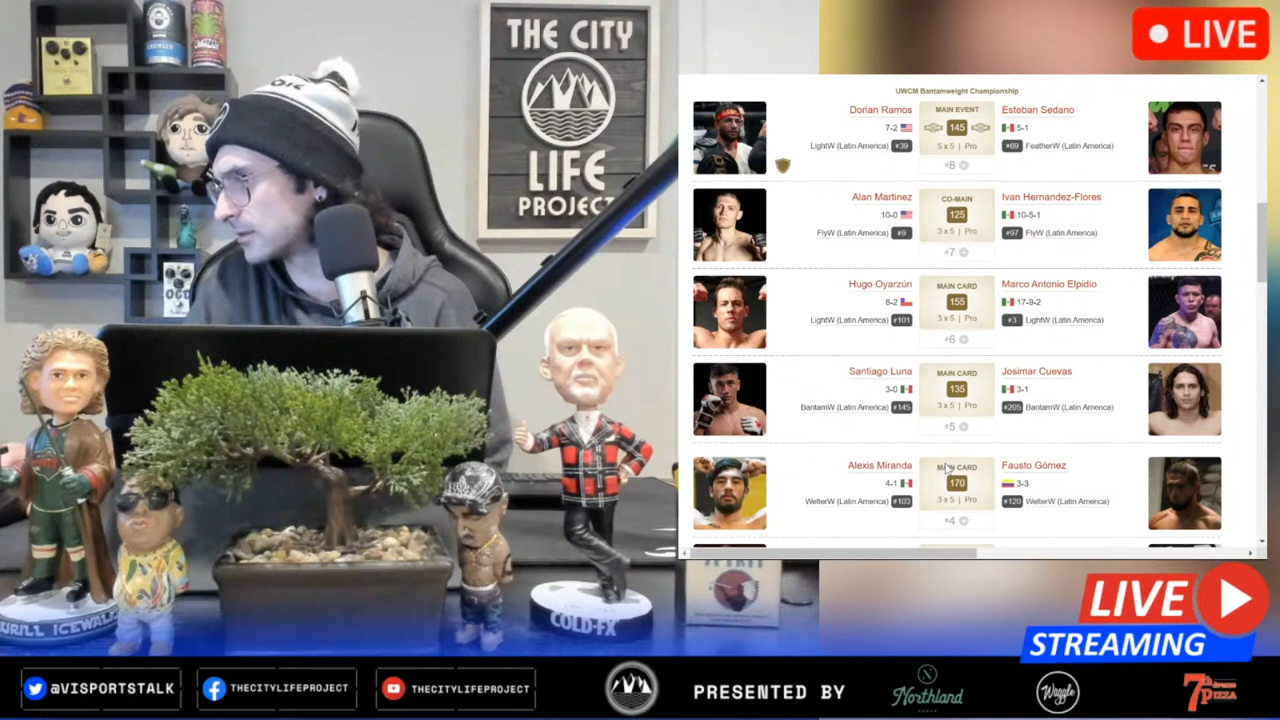 THE CITY
LIFE
PROJECT
LIVE
UWCM Bantamweight Championship
Dorian Ramos
MAIN EVENT
Esteban Sedano
7-2
145
5-1
LightW (Latin America) #39
5 x 5 | Pro
#69 FeatherW (Latin America)
#8
Alan Martinez
CO-MAIN
Ivan Hernandez-Flores
10-0
125
10-5-1
FlyW (Latin America) #9
3 x 5 | Pro
#97 FlyW (Latin America)
#7
Hugo Oyarzún
MAIN CARD
Marco Antonio Elpidio
8-2
155
17-9-2
LightW (Latin America) #101
3 x 5 | Pro
#3 LightW (Latin America)
#6
Santiago Luna
MAIN CARD
Josimar Cuevas
3-0
135
3-1
BantamW (Latin America) #145
3 x 5 | Pro
#205 BantamW (Latin America)
#5
Alexis Miranda
MAIN CARD
Fausto Gómez
4-1
170
3-3
WelterW (Latin America) #103
3 x 5 | Pro
#120 WelterW (Latin America)
#4
COLD-FX
LIVE
STREAMING
@VISPORTSTALK
THECITYLIFEPROJECT
THECITYLIFEPROJECT
PRESENTED BY
Northland
Waggle
7th
PIZZA